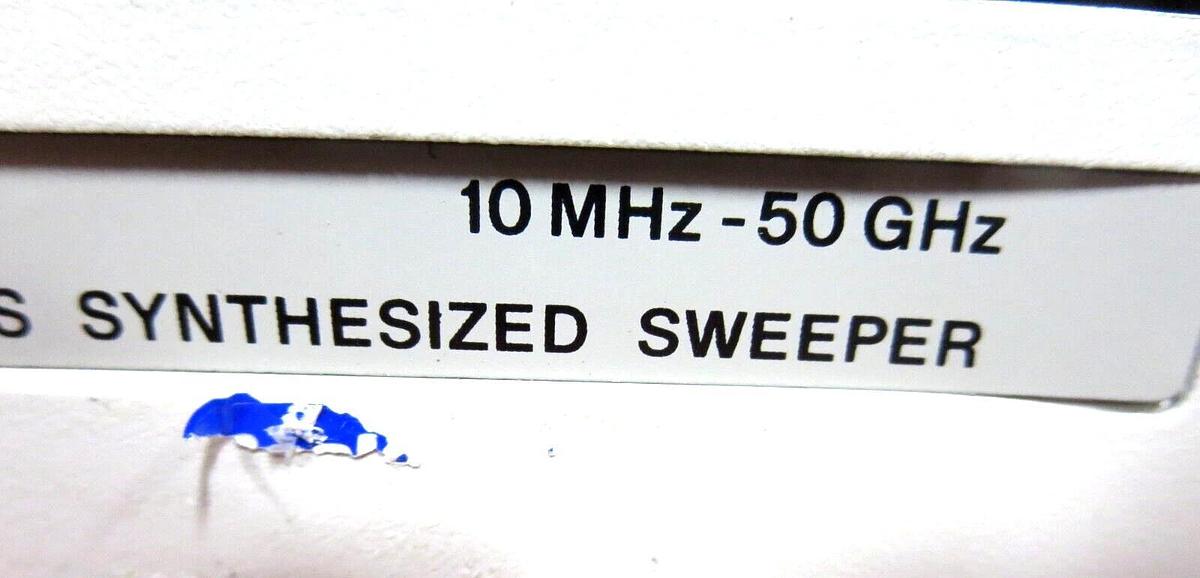 10 MHz - 50 GHz
S SYNTHESIZED SWEEPER